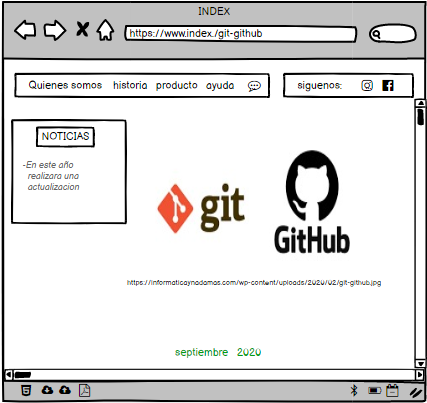 INDEX
https://www.index./git-github
Quienes somos historia producto ayuda
siguenos:
NOTICIAS
-En este año
realizara una
actualizacion
git
GitHub
https://informaticaynadamas.com/wp-content/uploads/2020/02/git-github.jpg
septiembre 2020